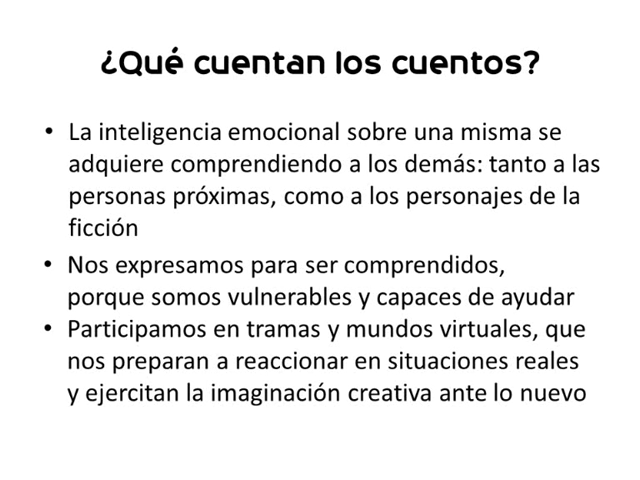 ¿Qué cuentan los cuentos?
• La inteligencia emocional sobre una misma se
adquiere comprendiendo a los demás: tanto a las
personas próximas, como a los personajes de la
ficción
• Nos expresamos para ser comprendidos,
porque somos vulnerables y capaces de ayudar
• Participamos en tramas y mundos virtuales, que
nos preparan a reaccionar en situaciones reales
y ejercitan la imaginación creativa ante lo nuevo